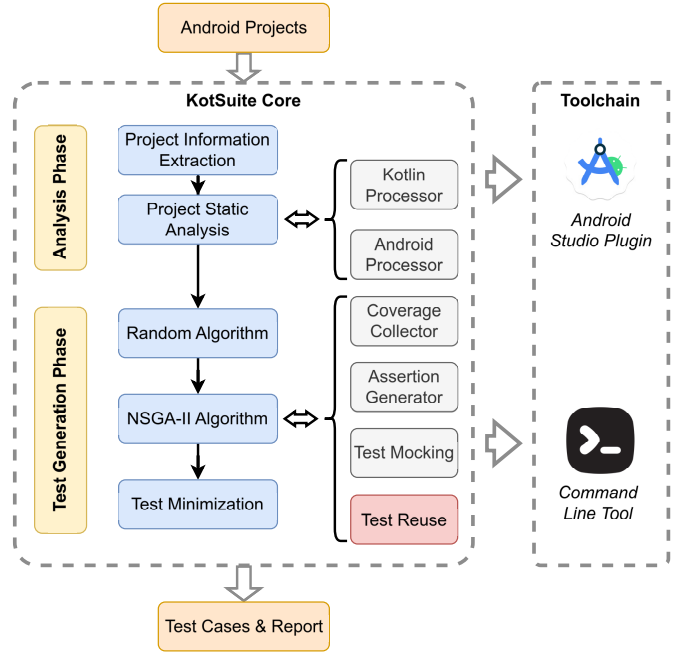 Android Projects
KotSuite Core
Toolchain
Analysis Phase
Project Information
Extraction
Project Static
Analysis
Kotlin
Processor
Android
Processor
Android
Studio Plugin
Test Generation Phase
Random Algorithm
NSGA-II Algorithm
Test Minimization
Coverage
Collector
Assertion
Generator
Test Mocking
Test Reuse
Command
Line Tool
Test Cases & Report